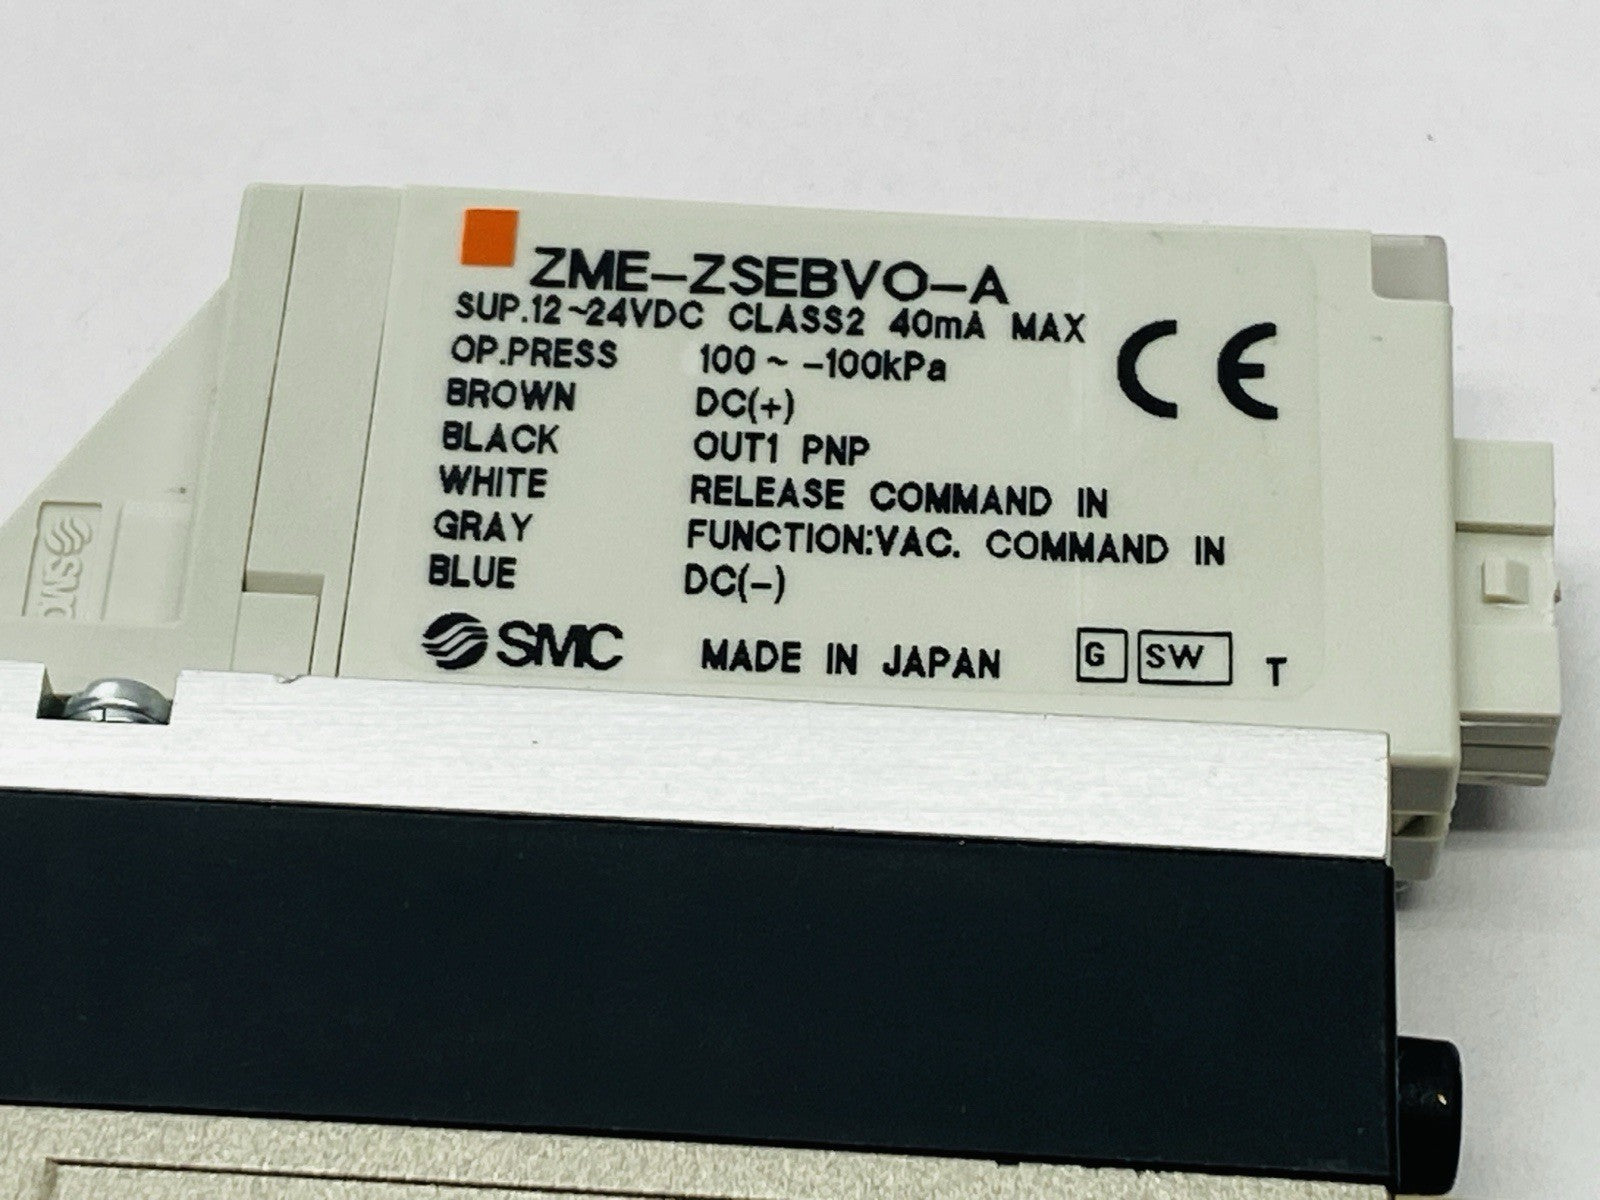 ZME-ZSEBVO-A
SUP.12~24VDC CLASS2 40mA MAX
OP.PRESS 100 ~ -100kPa
BROWN DC(+)
BLACK OUT1 PNP
WHITE RELEASE COMMAND IN
GRAY FUNCTION:VAC. COMMAND IN
BLUE DC(-)
CE
SMC MADE IN JAPAN G SW T
SMC